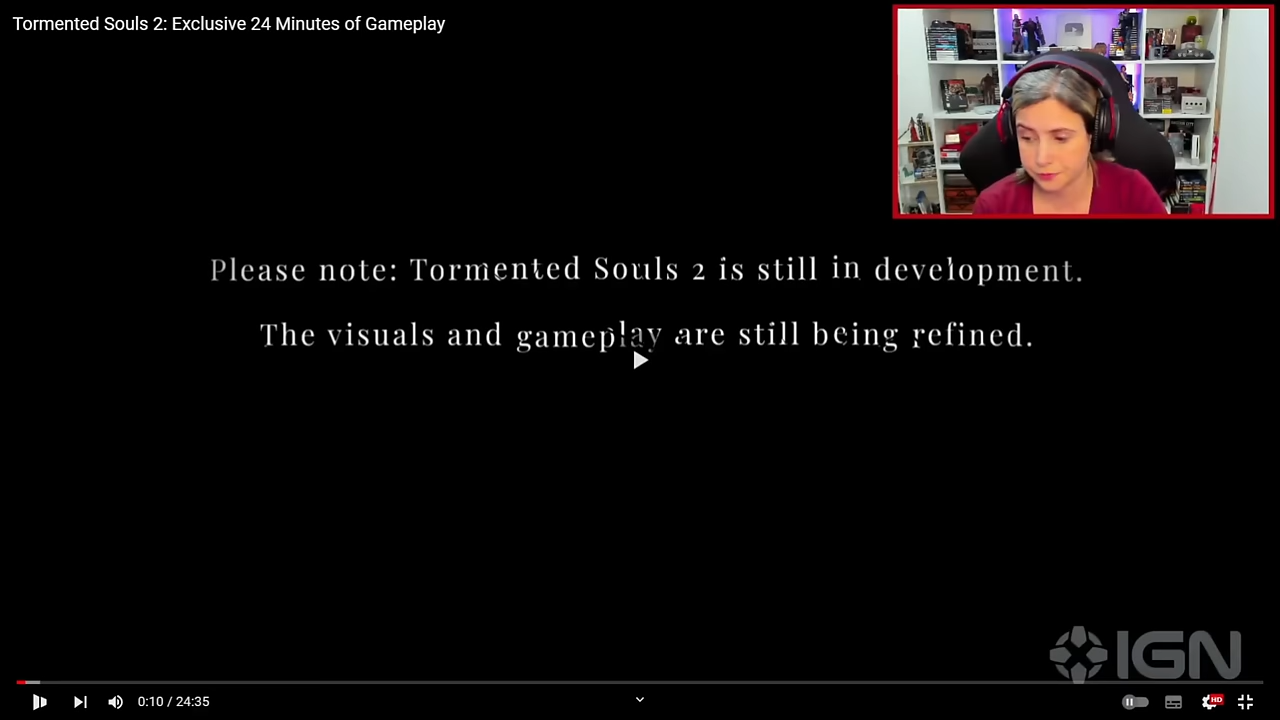 Tormented Souls 2: Exclusive 24 Minutes of Gameplay
Please note: Tormented Souls 2 is still in development.
The visuals and gameplay are still being refined.
IGN
0:10 / 24:35
HD